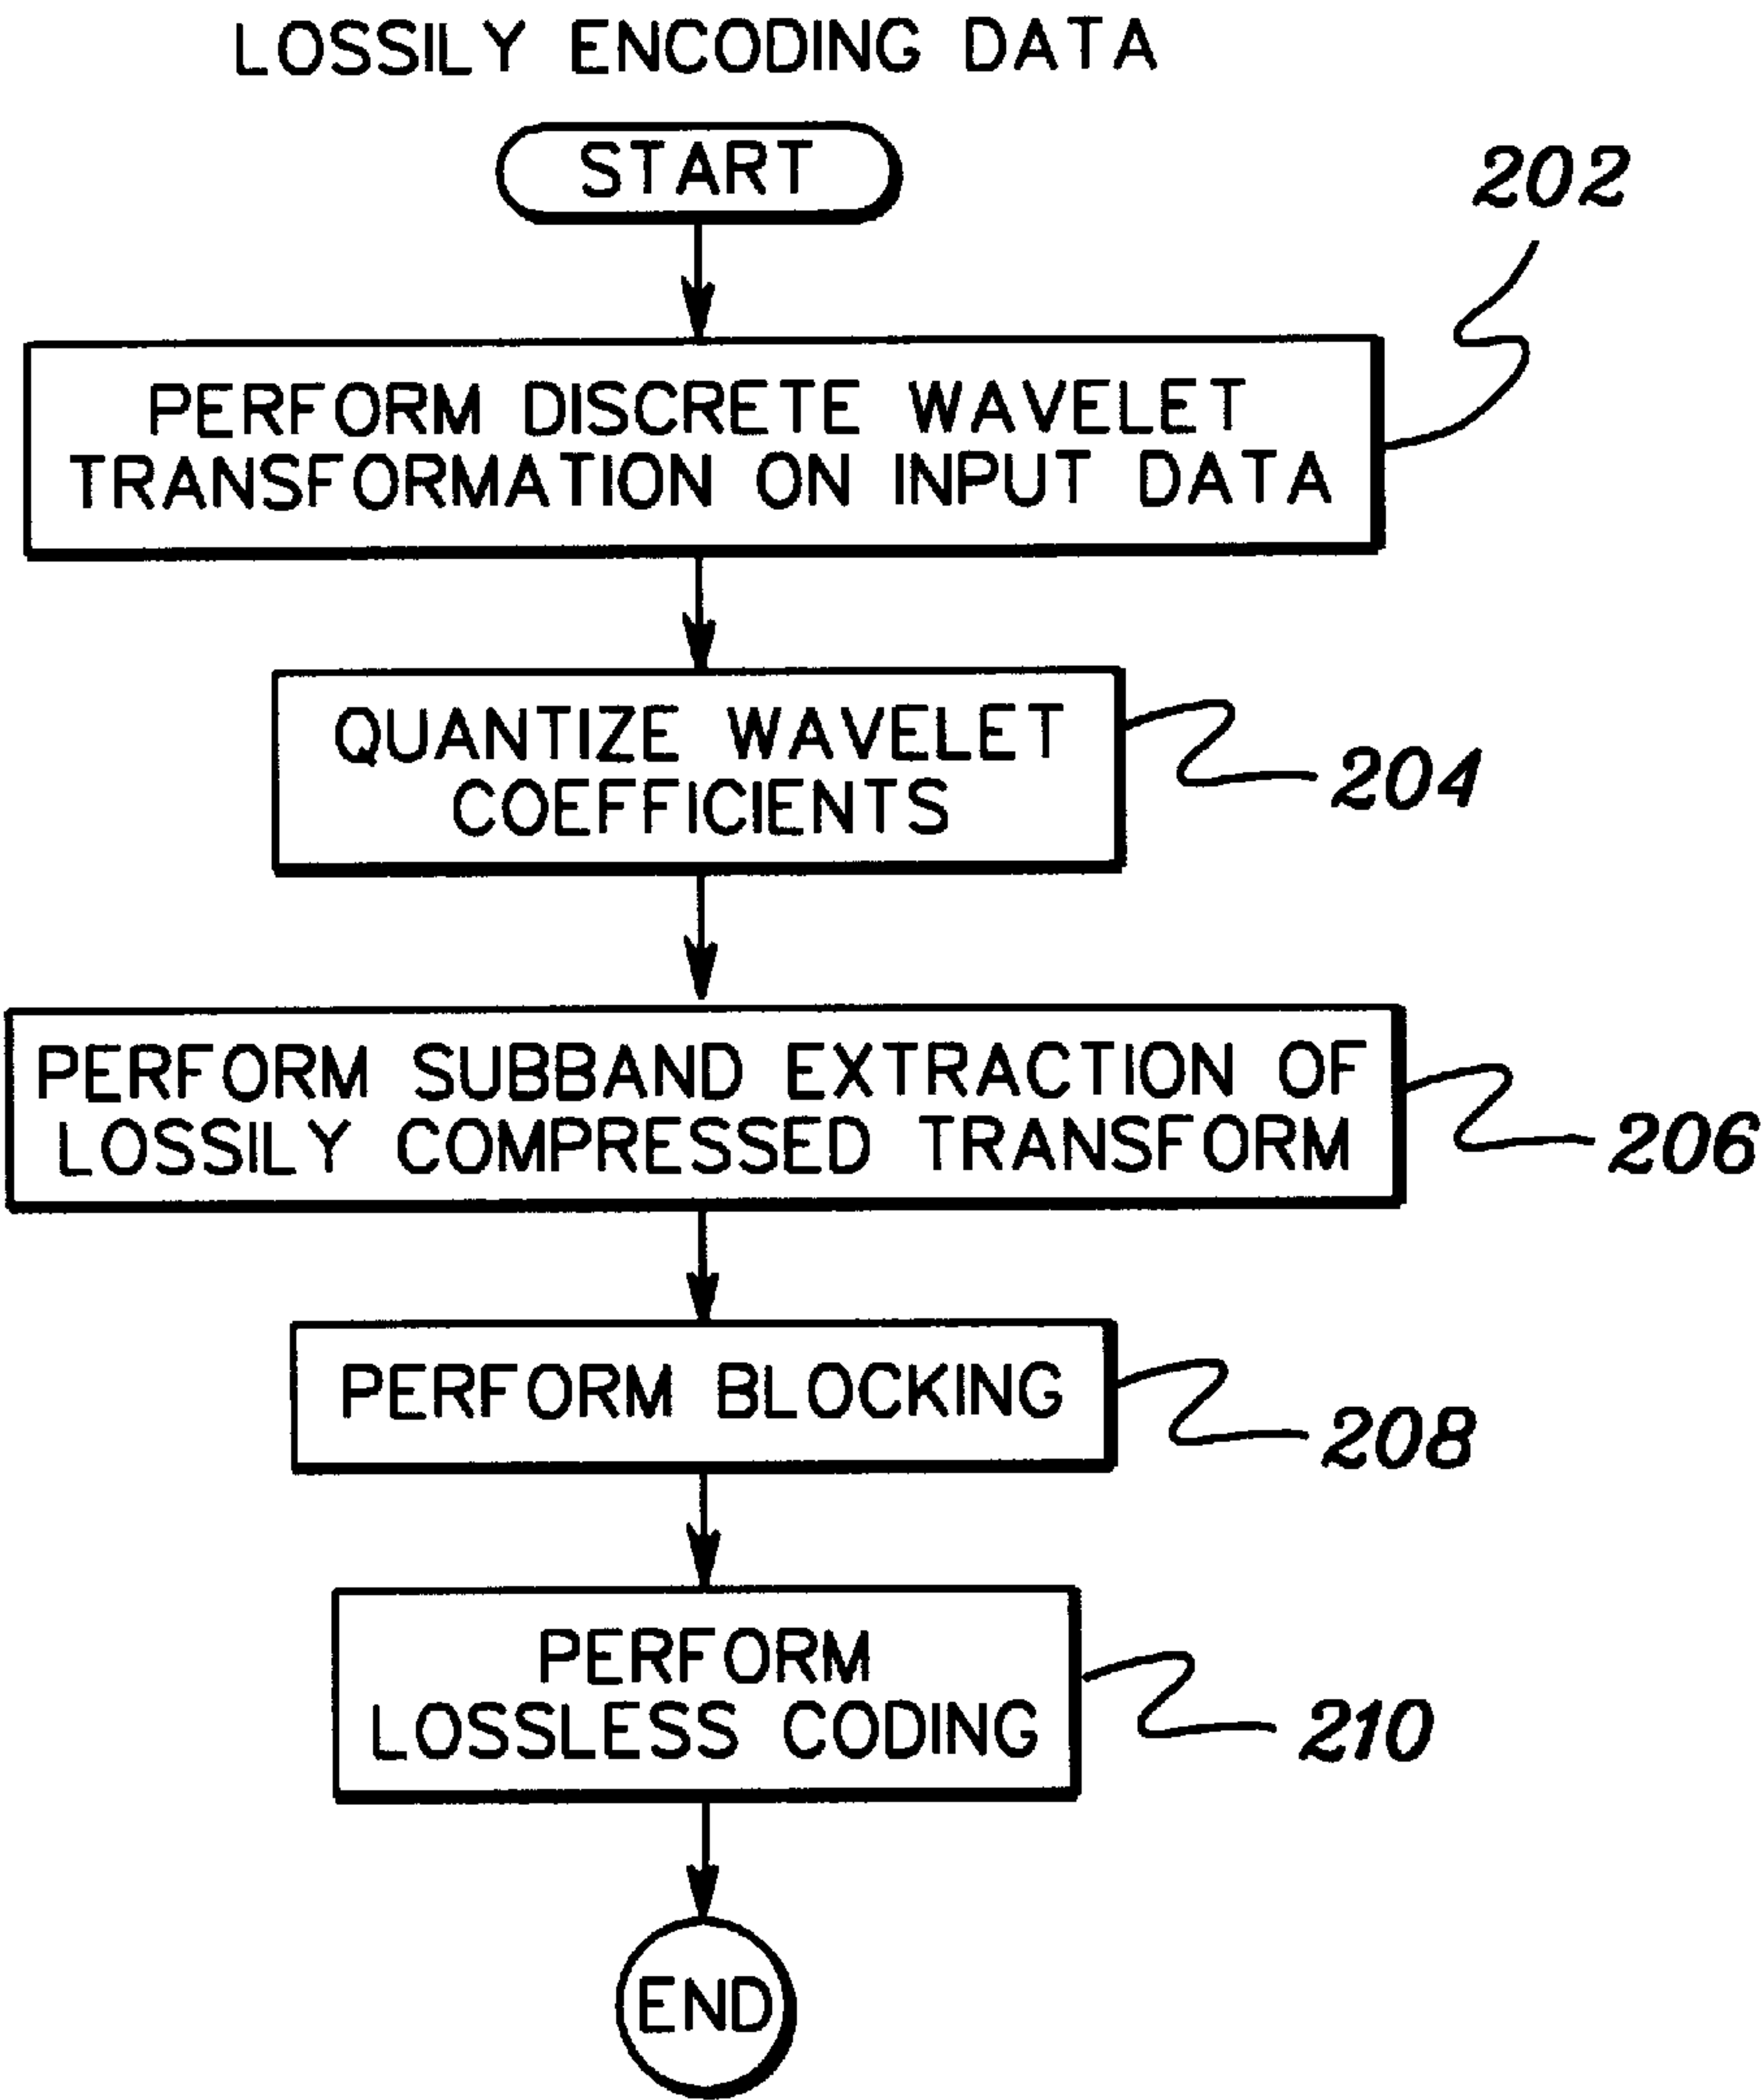 LOSSILY ENCODING DATA
START
202
PERFORM DISCRETE WAVELET
TRANSFORMATION ON INPUT DATA
QUANTIZE WAVELET
COEFFICIENTS
204
PERFORM SUBBAND EXTRACTION OF
LOSSILY COMPRESSED TRANSFORM
206
PERFORM BLOCKING
208
PERFORM
LOSSLESS CODING
210
END